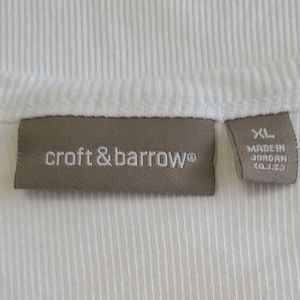 croft & barrow®
XL
MADE IN
JORDAN
(Q.I.Z.)